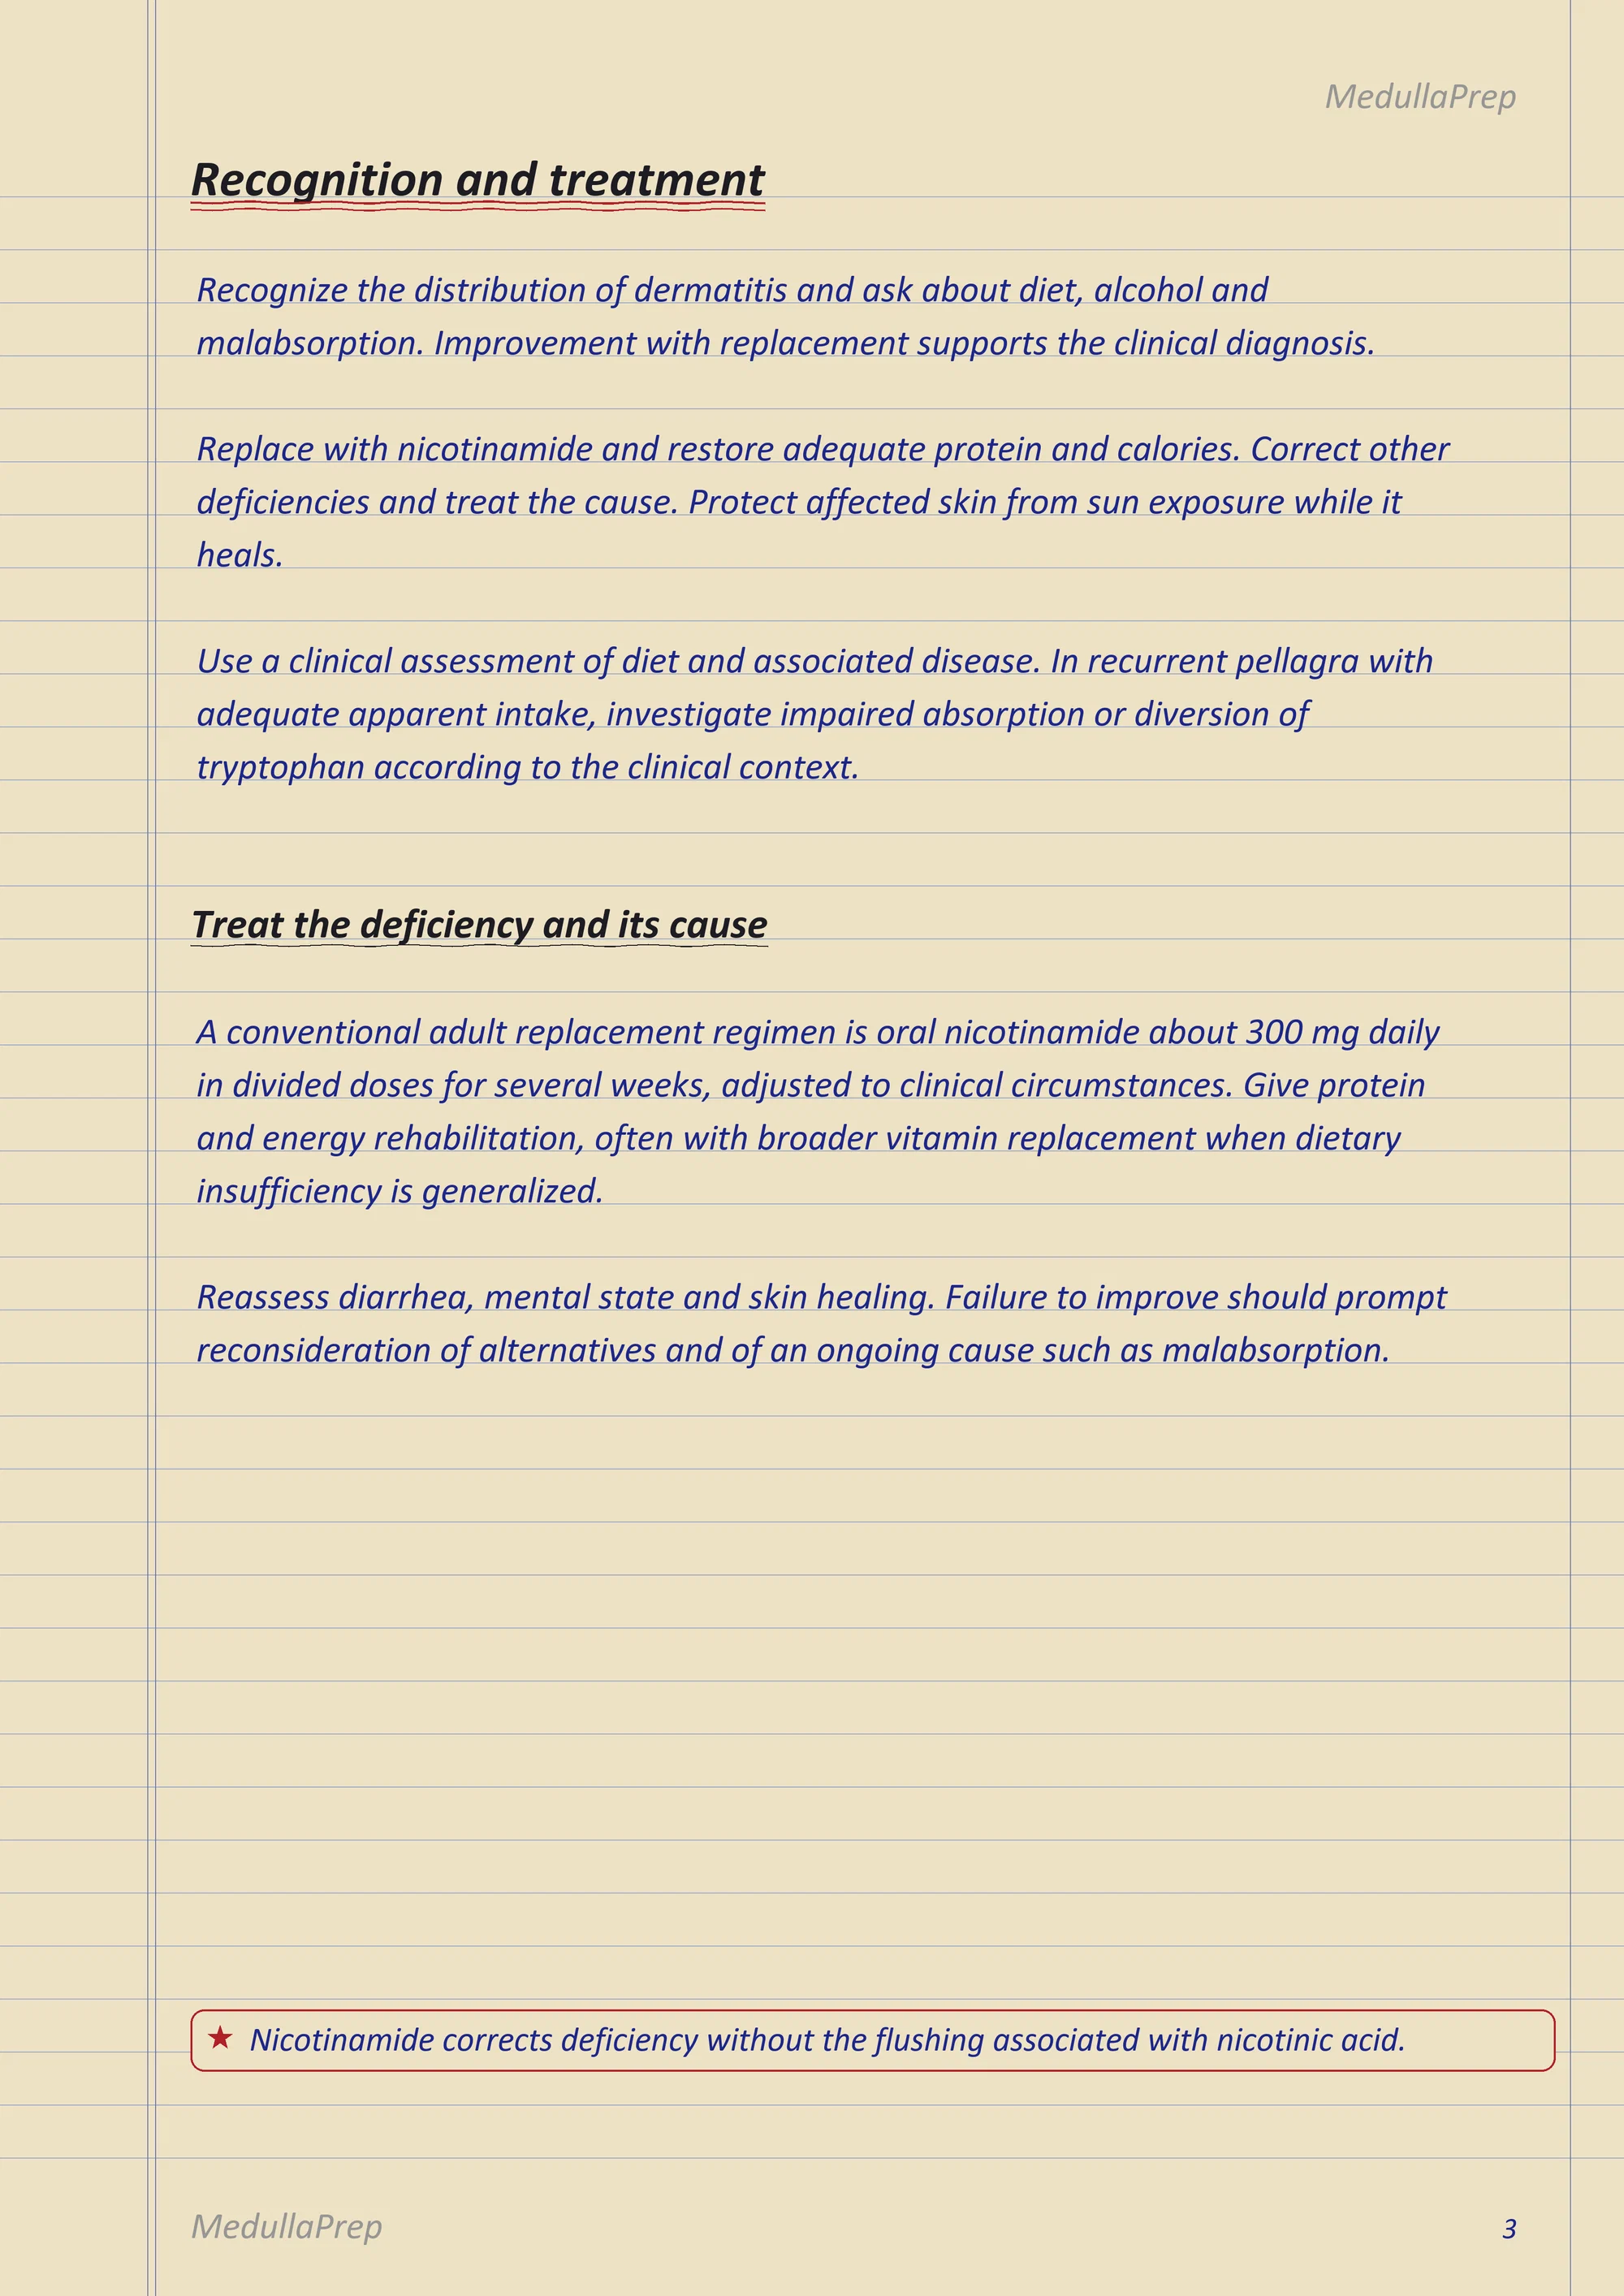 MedullaPrep
Recognition and treatment
Recognize the distribution of dermatitis and ask about diet, alcohol and
malabsorption. Improvement with replacement supports the clinical diagnosis.
Replace with nicotinamide and restore adequate protein and calories. Correct other
deficiencies and treat the cause. Protect affected skin from sun exposure while it
heals.
Use a clinical assessment of diet and associated disease. In recurrent pellagra with
adequate apparent intake, investigate impaired absorption or diversion of
tryptophan according to the clinical context.
Treat the deficiency and its cause
A conventional adult replacement regimen is oral nicotinamide about 300 mg daily
in divided doses for several weeks, adjusted to clinical circumstances. Give protein
and energy rehabilitation, often with broader vitamin replacement when dietary
insufficiency is generalized.
Reassess diarrhea, mental state and skin healing. Failure to improve should prompt
reconsideration of alternatives and of an ongoing cause such as malabsorption.
★ Nicotinamide corrects deficiency without the flushing associated with nicotinic acid.
MedullaPrep
3